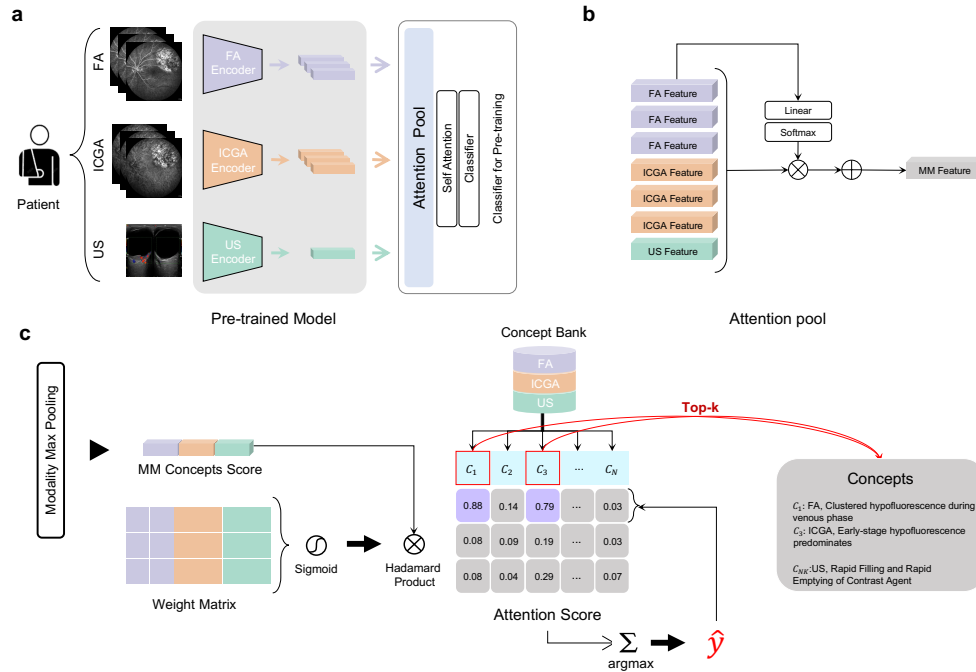 a
FA
ICGA
US
Patient
FA
Encoder
ICGA
Encoder
US
Encoder
Pre-trained Model
Attention Pool
Self Attention
Classifier
Classifier for Pre-training
b
FA Feature
FA Feature
FA Feature
ICGA Feature
ICGA Feature
ICGA Feature
US Feature
Linear
Softmax
MM Feature
Attention pool
c
Modality Max Pooling
MM Concepts Score
Weight Matrix
Sigmoid
Hadamard
Product
Concept Bank
FA
ICGA
US
Top-k
C₁ C₂ C₃ ... C_N
0.88 0.14 0.79 ... 0.03
0.08 0.09 0.19 ... 0.03
0.08 0.04 0.29 ... 0.07
Attention Score
Σ
argmax
ŷ
Concepts
C₁: FA, Clustered hypofluorescence during
venous phase
C₃: ICGA, Early-stage hypofluorescence
predominates
C_NK:US, Rapid Filling and Rapid
Emptying of Contrast Agent